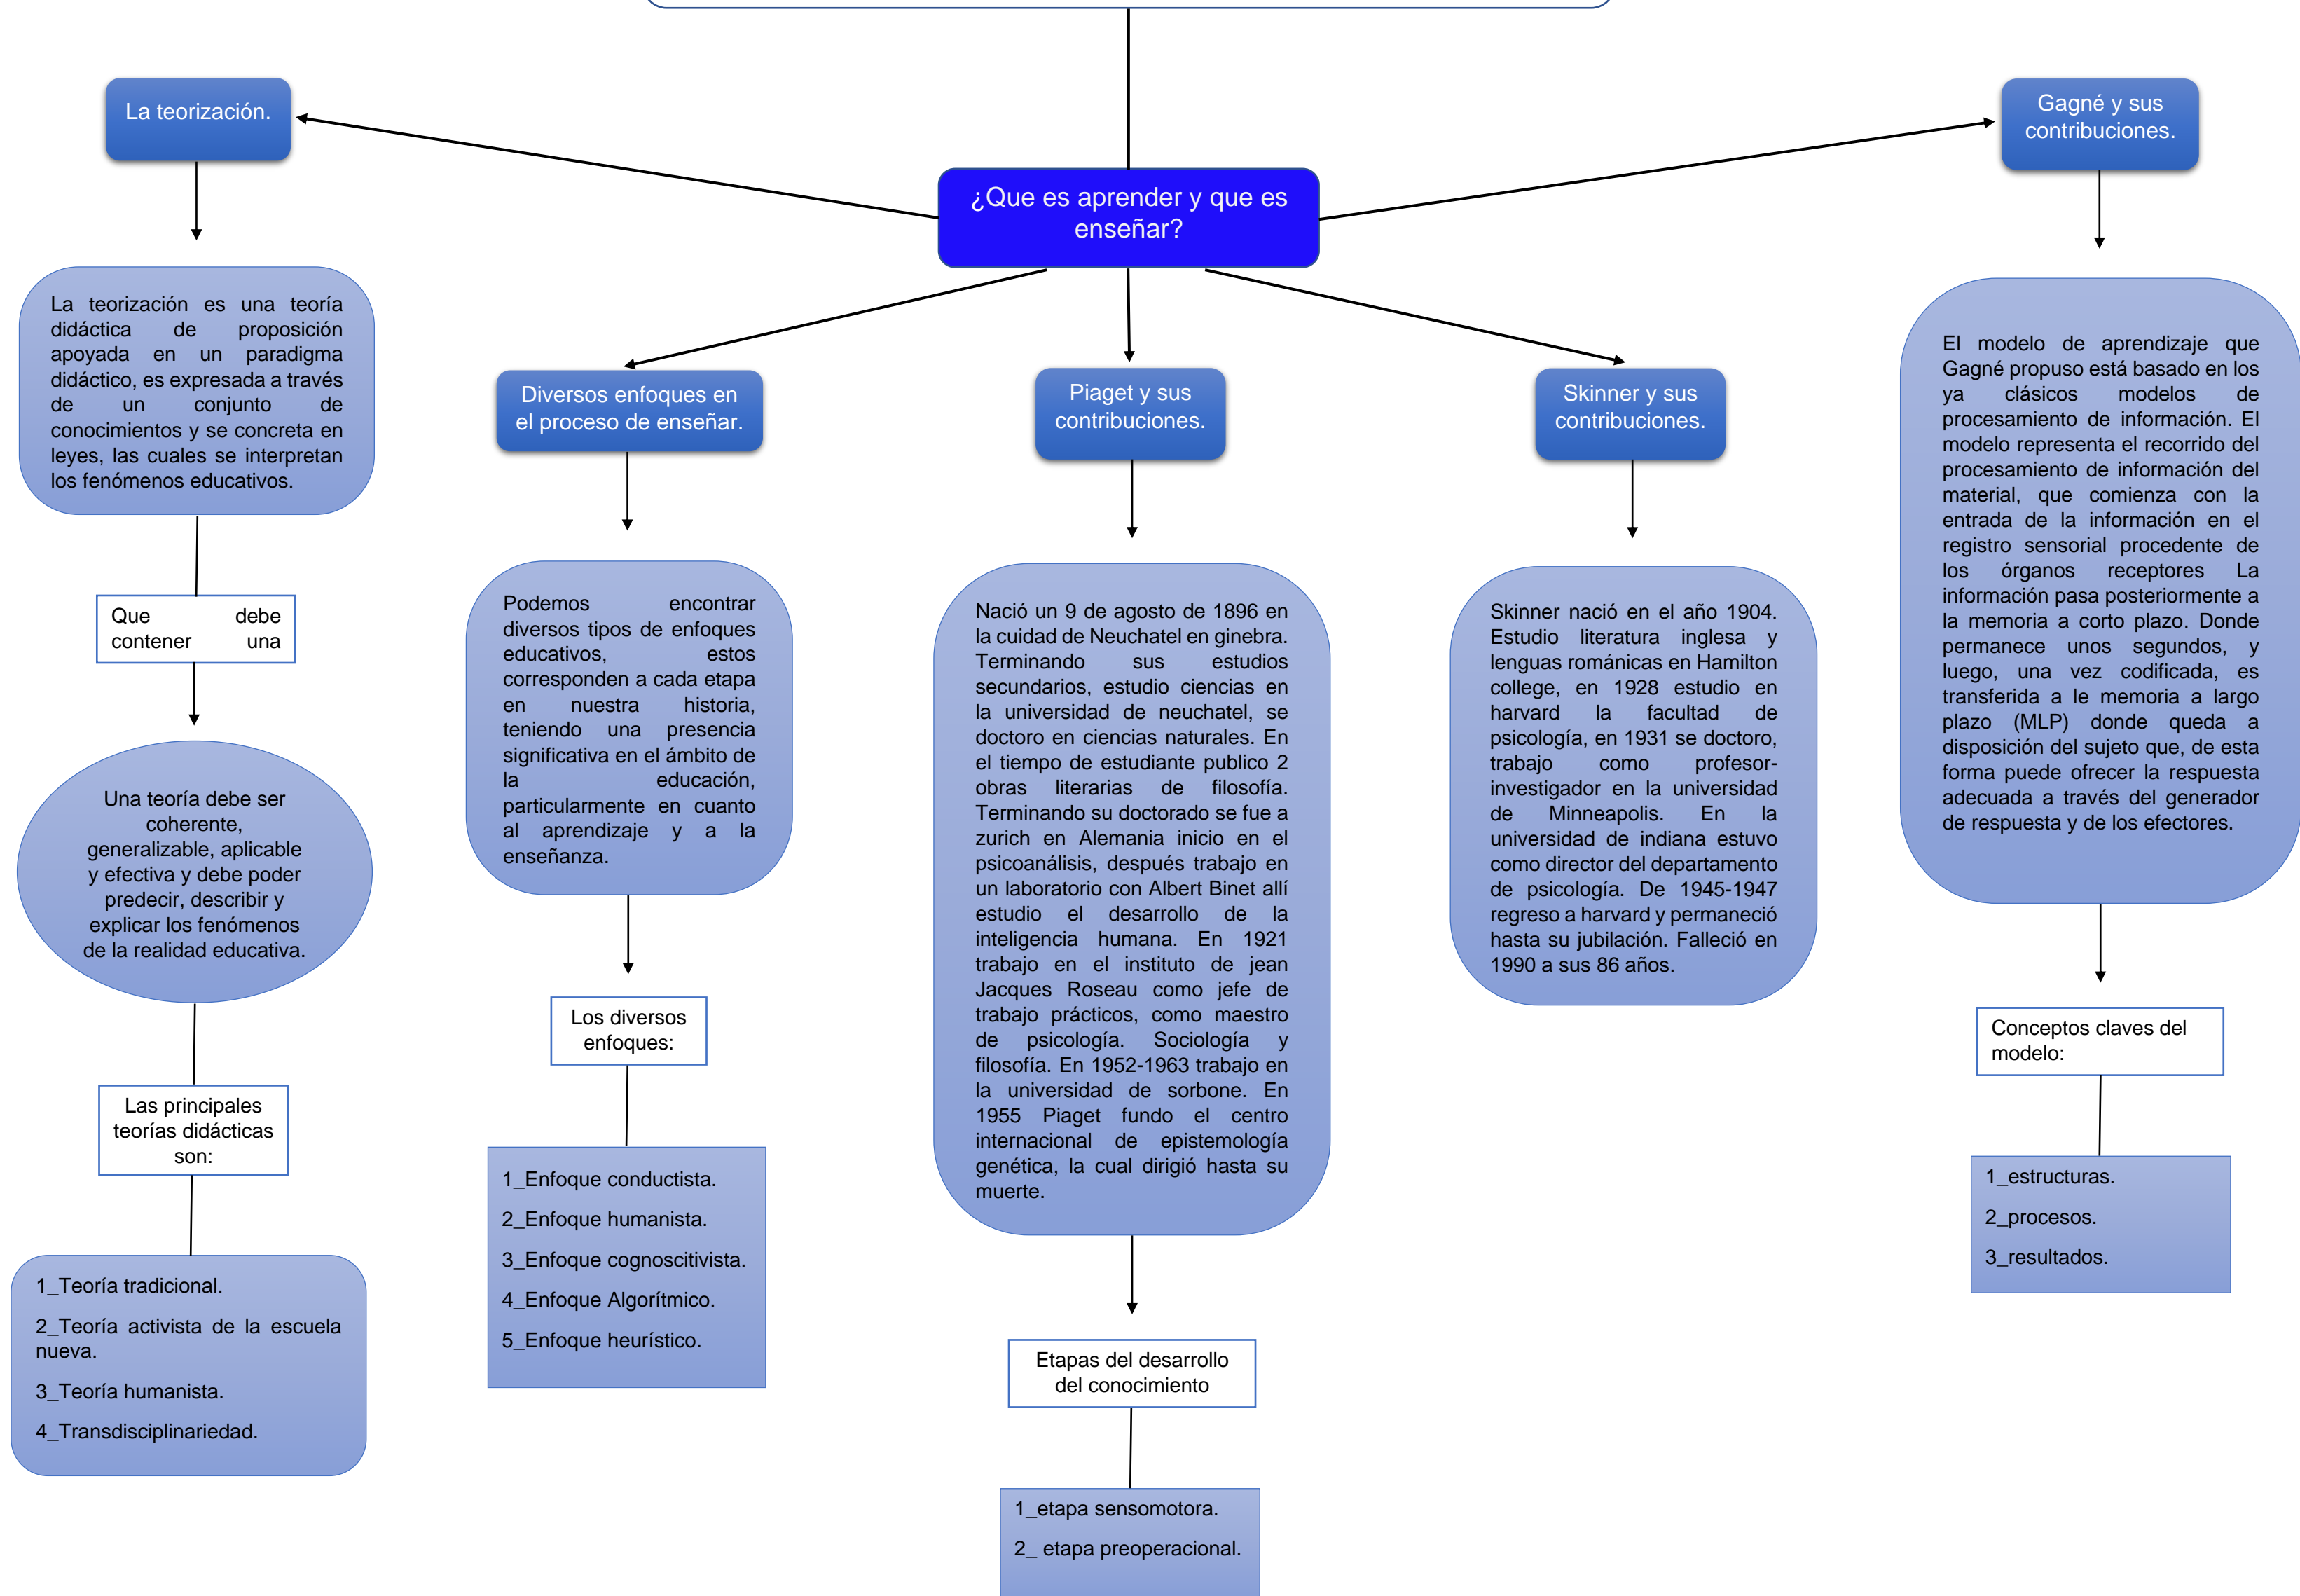 ¿Que es aprender y que es
enseñar?
La teorización.
La teorización es una teoría
didáctica de proposición
apoyada en un paradigma
didáctico, es expresada a través
de un conjunto de
conocimientos y se concreta en
leyes, las cuales se interpretan
los fenómenos educativos.
Que debe
contener una
Una teoría debe ser
coherente,
generalizable, aplicable
y efectiva y debe poder
predecir, describir y
explicar los fenómenos
de la realidad educativa.
Las principales
teorías didácticas
son:
1_Teoría tradicional.
2_Teoría activista de la escuela
nueva.
3_Teoría humanista.
4_Transdisciplinariedad.
Diversos enfoques en
el proceso de enseñar.
Podemos encontrar
diversos tipos de enfoques
educativos, estos
corresponden a cada etapa
en nuestra historia,
teniendo una presencia
significativa en el ámbito de
la educación,
particularmente en cuanto
al aprendizaje y a la
enseñanza.
Los diversos
enfoques:
1_Enfoque conductista.
2_Enfoque humanista.
3_Enfoque cognoscitivista.
4_Enfoque Algorítmico.
5_Enfoque heurístico.
Piaget y sus
contribuciones.
Nació un 9 de agosto de 1896 en
la cuidad de Neuchatel en ginebra.
Terminando sus estudios
secundarios, estudio ciencias en
la universidad de neuchatel, se
doctoro en ciencias naturales. En
el tiempo de estudiante publico 2
obras literarias de filosofía.
Terminando su doctorado se fue a
zurich en Alemania inicio en el
psicoanálisis, después trabajo en
un laboratorio con Albert Binet allí
estudio el desarrollo de la
inteligencia humana. En 1921
trabajo en el instituto de jean
Jacques Roseau como jefe de
trabajo prácticos, como maestro
de psicología. Sociología y
filosofía. En 1952-1963 trabajo en
la universidad de sorbone. En
1955 Piaget fundo el centro
internacional de epistemología
genética, la cual dirigió hasta su
muerte.
Etapas del desarrollo
del conocimiento
1_etapa sensomotora.
2_ etapa preoperacional.
Skinner y sus
contribuciones.
Skinner nació en el año 1904.
Estudio literatura inglesa y
lenguas románicas en Hamilton
college, en 1928 estudio en
harvard la facultad de
psicología, en 1931 se doctoro,
trabajo como profesor-
investigador en la universidad
de Minneapolis. En la
universidad de indiana estuvo
como director del departamento
de psicología. De 1945-1947
regreso a harvard y permaneció
hasta su jubilación. Falleció en
1990 a sus 86 años.
Gagné y sus
contribuciones.
El modelo de aprendizaje que
Gagné propuso está basado en los
ya clásicos modelos de
procesamiento de información. El
modelo representa el recorrido del
procesamiento de información del
material, que comienza con la
entrada de la información en el
registro sensorial procedente de
los órganos receptores La
información pasa posteriormente a
la memoria a corto plazo. Donde
permanece unos segundos, y
luego, una vez codificada, es
transferida a le memoria a largo
plazo (MLP) donde queda a
disposición del sujeto que, de esta
forma puede ofrecer la respuesta
adecuada a través del generador
de respuesta y de los efectores.
Conceptos claves del
modelo:
1_estructuras.
2_procesos.
3_resultados.